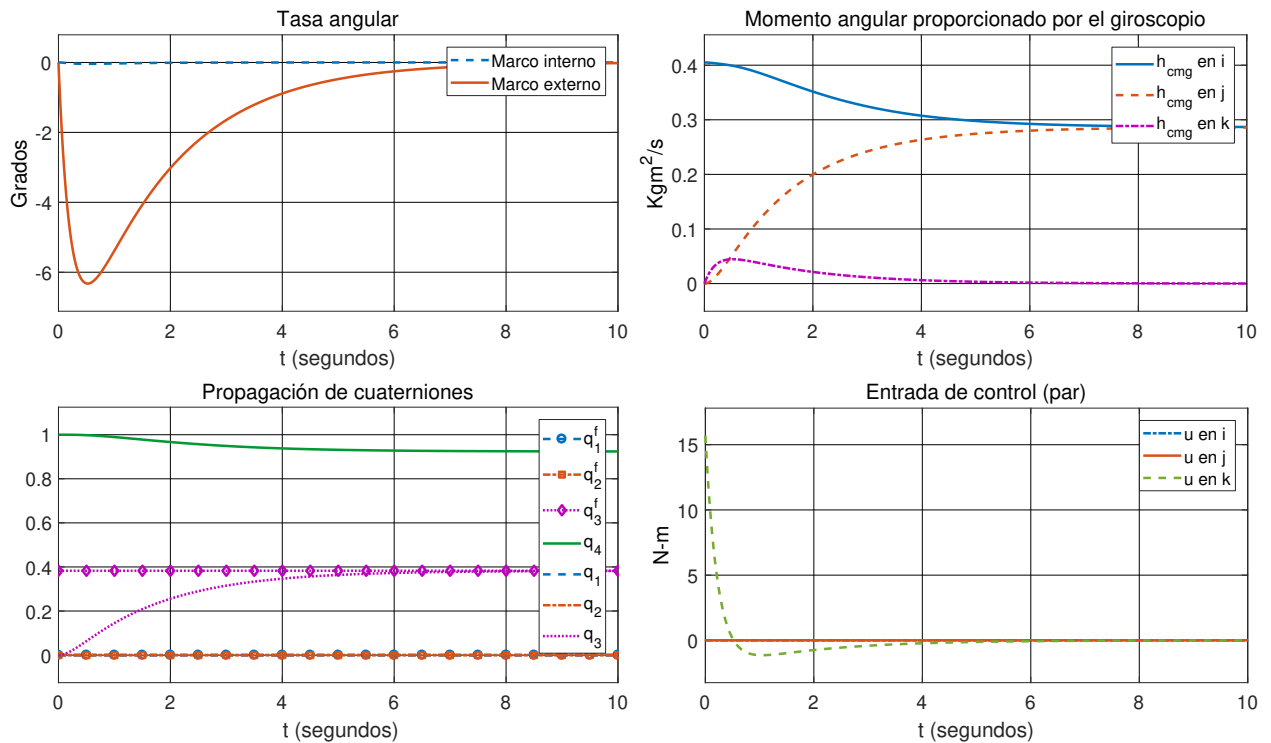 Tasa angular
0
-2
-4
-6
Grados
0 2 4 6 8 10
t (segundos)
Marco interno
Marco externo
Momento angular proporcionado por el giroscopio
0.4
0.3
0.2
0.1
0
Kgm²/s
0 2 4 6 8 10
t (segundos)
h_cmg en i
h_cmg en j
h_cmg en k
Propagación de cuaterniones
1
0.8
0.6
0.4
0.2
0
0 2 4 6 8 10
t (segundos)
q_1^f
q_2^f
q_3^f
q_4
q_1
q_2
q_3
Entrada de control (par)
15
10
5
0
N-m
0 2 4 6 8 10
t (segundos)
u en i
u en j
u en k